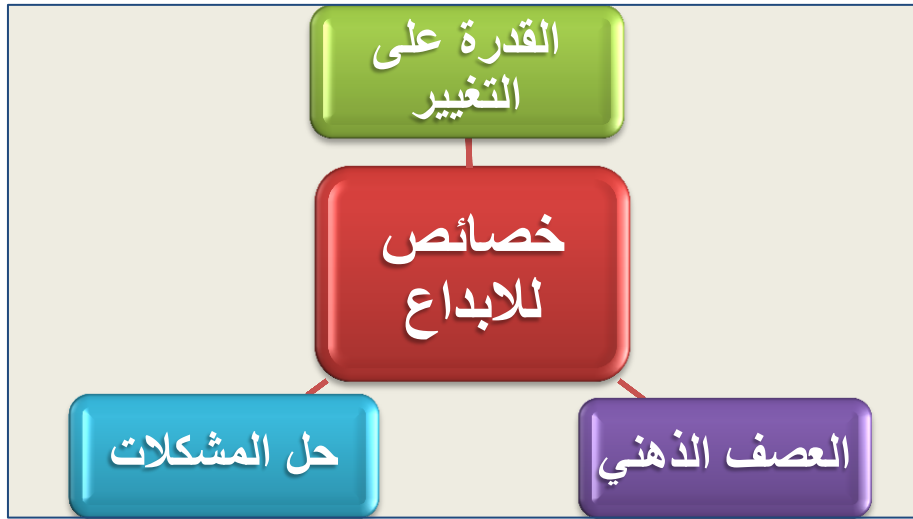 القدرة على
التغيير
خصائص
للابداع
العصف الذهني
حل المشكلات